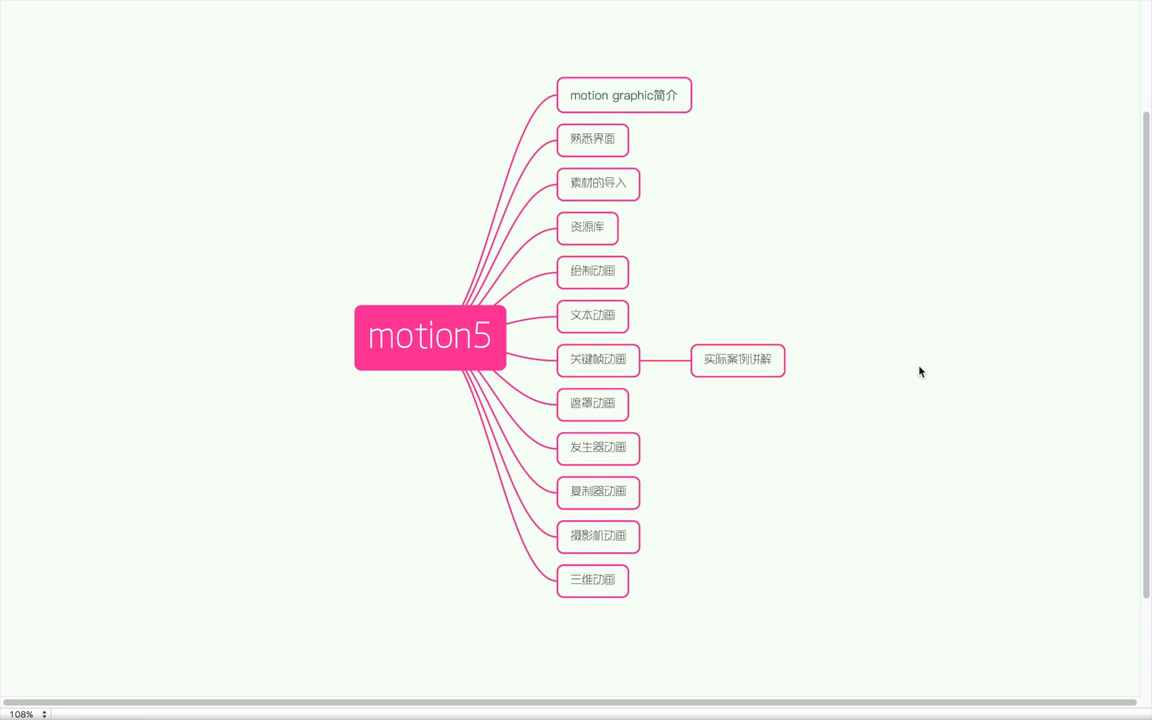 motion graphic简介
熟悉界面
素材的导入
资源库
绘制动画
文本动画
motion5
关键帧动画
实际案例讲解
遮罩动画
发生器动画
复制器动画
摄影机动画
三维动画
108%